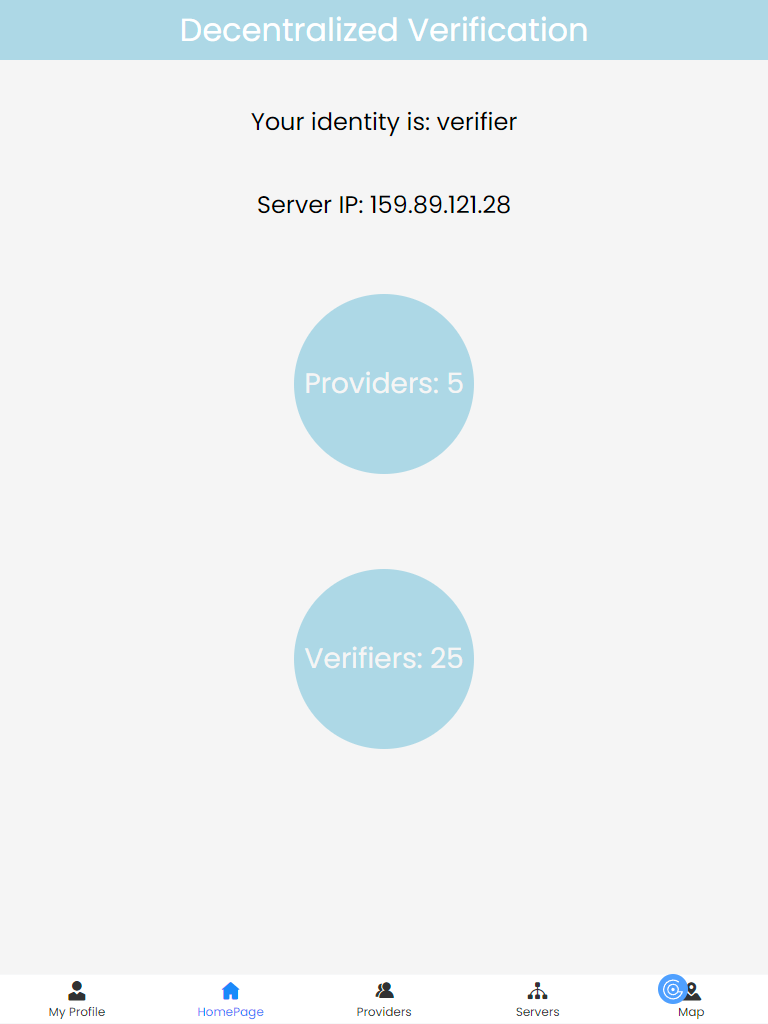 Decentralized Verification
Your identity is: verifier
Server IP: 159.89.121.28
Providers: 5
Verifiers: 25
My Profile
HomePage
Providers
Servers
Map